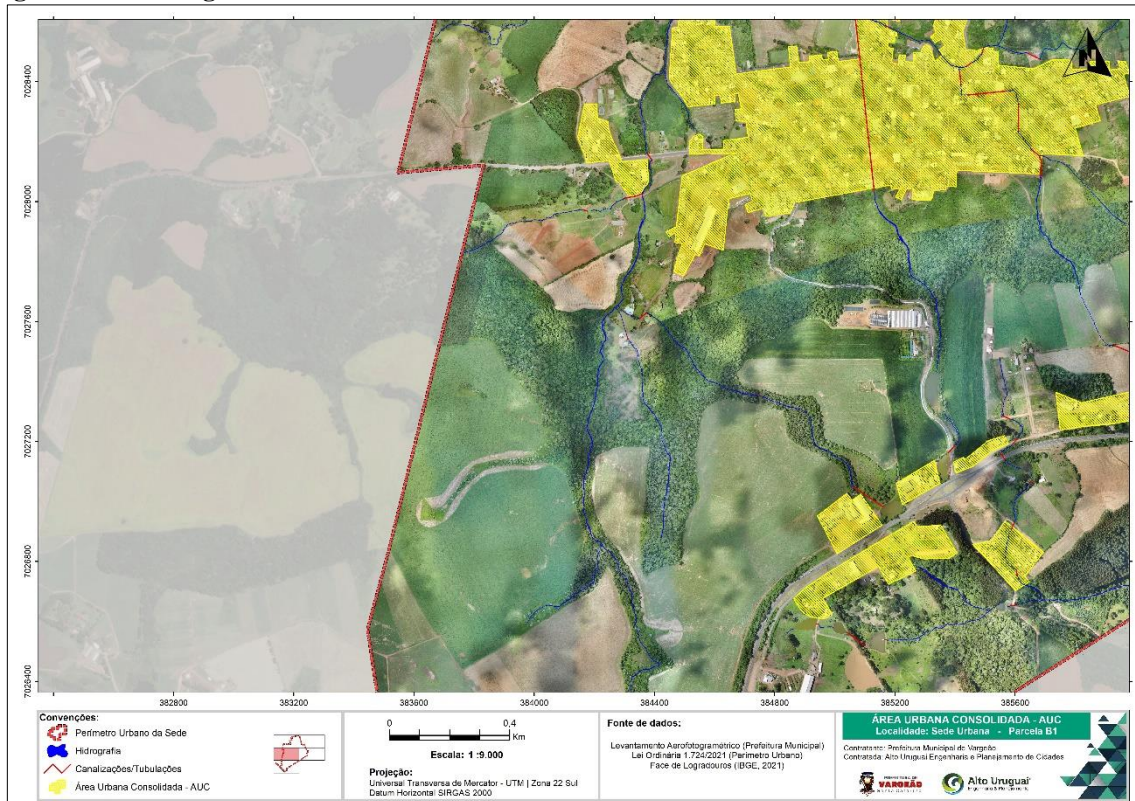 N
7028400
7028000
7027600
7027200
7026800
7026400
382800
383200
383600
384000
384400
384800
385200
385600
Convenções:
Perímetro Urbano da Sede
Hidrografia
Canalizações/Tubulações
Área Urbana Consolidada - AUC
0 0,4
Km
Escala: 1:9.000
Projeção:
Universal Transversa de Mercator - UTM | Zona 22 Sul
Datum Horizontal SIRGAS 2000
Fonte de dados:
Levantamento Aerofotogramétrico (Prefeitura Municipal)
Lei Ordinária 1.724/2021 (Perímetro Urbano)
Face de Logradouros (IBGE, 2021)
ÁREA URBANA CONSOLIDADA - AUC
Localidade: Sede Urbana - Parcela B1
Contratante: Prefeitura Municipal de Vargeão
Contratada: Alto Uruguai Engenharia e Planejamento de Cidades
VARGEÃO
Alto Uruguai
Engenharia & Planejamento